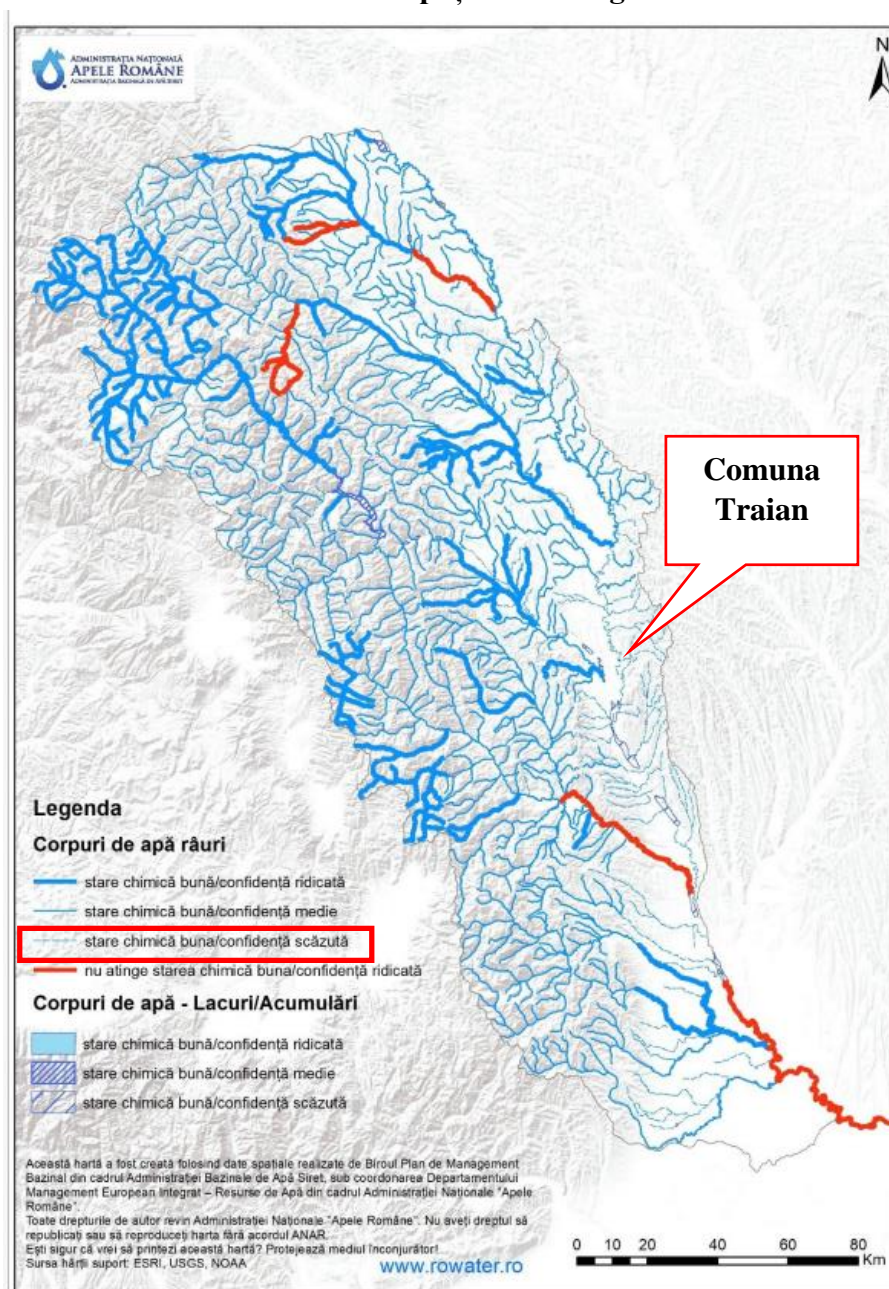 ADMINISTRAȚIA NAȚIONALĂ
APELE ROMÂNE
ADMINISTRAȚIA BAZINALĂ DE APĂ SIRET
N
Comuna
Traian
Legenda
Corpuri de apă râuri
stare chimică bună/confidență ridicată
stare chimică bună/confidență medie
stare chimică buna/confidență scăzută
nu atinge starea chimică buna/confidență ridicată
Corpuri de apă - Lacuri/Acumulări
stare chimică bună/confidență ridicată
stare chimică bună/confidență medie
stare chimică bună/confidență scăzută
Această hartă a fost creată folosind date spațiale realizate de Biroul Plan de Management
Bazinal din cadrul Administrației Bazinale de Apă Siret, sub coordonarea Departamentului
Management European Integrat – Resurse de Apă din cadrul Administrației Naționale "Apele
Române".
Toate drepturile de autor revin Administrației Naționale "Apele Române". Nu aveți dreptul să
republicați sau să reproduceți harta fără acordul ANAR.
Ești sigur că vrei să printezi această hartă? Protejează mediul înconjurător!
Sursa hărții suport: ESRI, USGS, NOAA
www.rowater.ro
0 10 20 40 60 80
Km